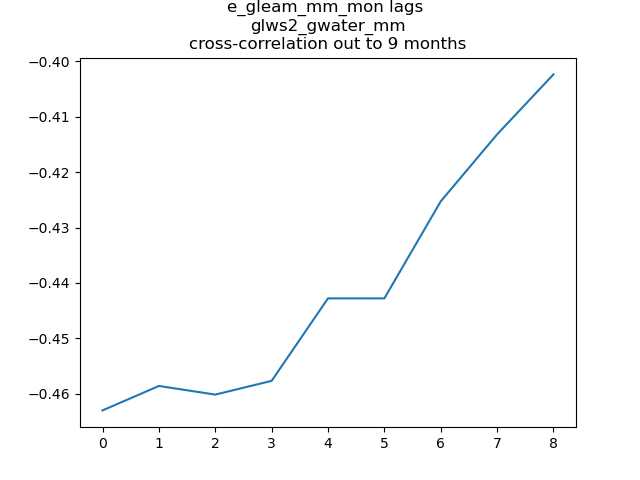 e_gleam_mm_mon lags
glws2_gwater_mm
cross-correlation out to 9 months
−0.40
−0.41
−0.42
−0.43
−0.44
−0.45
−0.46
0 1 2 3 4 5 6 7 8